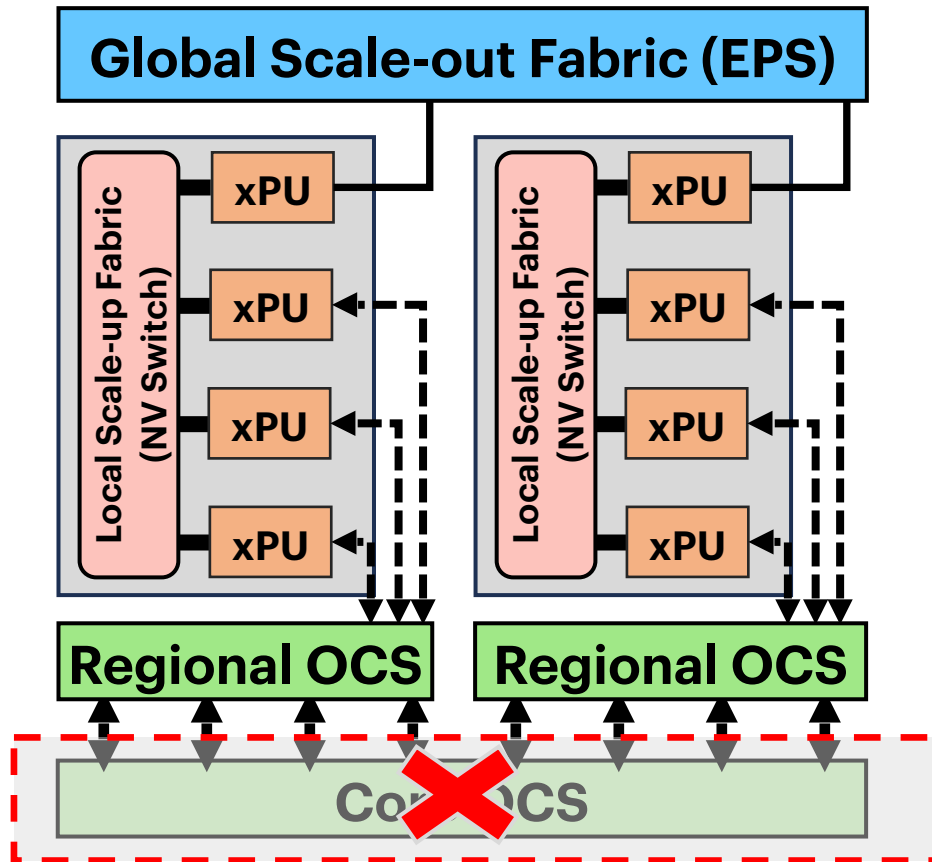 Global Scale-out Fabric (EPS)
Local Scale-up Fabric
(NV Switch)
xPU
xPU
xPU
xPU
Local Scale-up Fabric
(NV Switch)
xPU
xPU
xPU
xPU
Regional OCS
Regional OCS
OCS